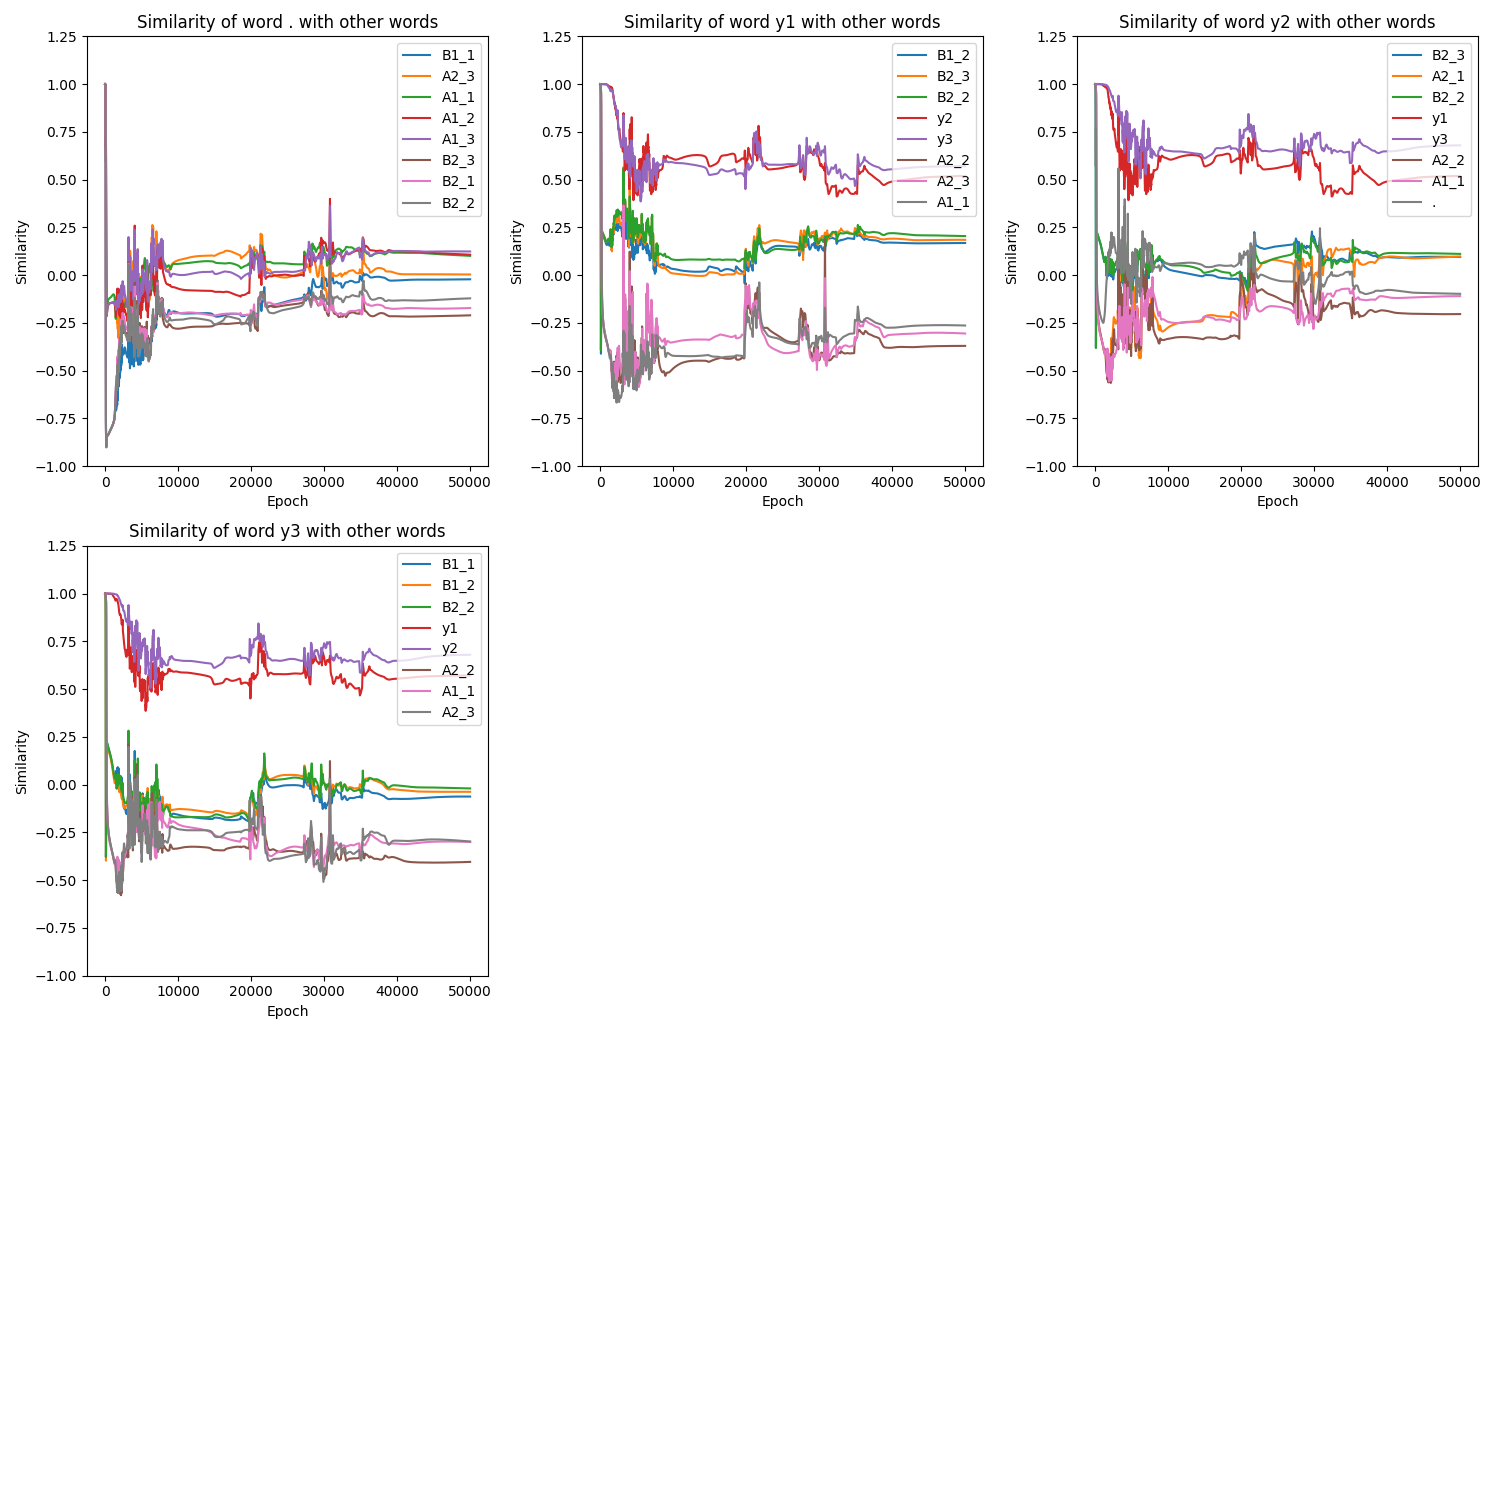 Similarity of word . with other words
1.25
1.00
0.75
0.50
0.25
0.00
−0.25
−0.50
−0.75
−1.00
Similarity
0 10000 20000 30000 40000 50000
Epoch
B1_1
A2_3
A1_1
A1_2
A1_3
B2_3
B2_1
B2_2
Similarity of word y1 with other words
1.25
1.00
0.75
0.50
0.25
0.00
−0.25
−0.50
−0.75
−1.00
Similarity
0 10000 20000 30000 40000 50000
Epoch
B1_2
B2_3
B2_2
y2
y3
A2_2
A2_3
A1_1
Similarity of word y2 with other words
1.25
1.00
0.75
0.50
0.25
0.00
−0.25
−0.50
−0.75
−1.00
Similarity
0 10000 20000 30000 40000 50000
Epoch
B2_3
A2_1
B2_2
y1
y3
A2_2
A1_1
.
Similarity of word y3 with other words
1.25
1.00
0.75
0.50
0.25
0.00
−0.25
−0.50
−0.75
−1.00
Similarity
0 10000 20000 30000 40000 50000
Epoch
B1_1
B1_2
B2_2
y1
y2
A2_2
A1_1
A2_3